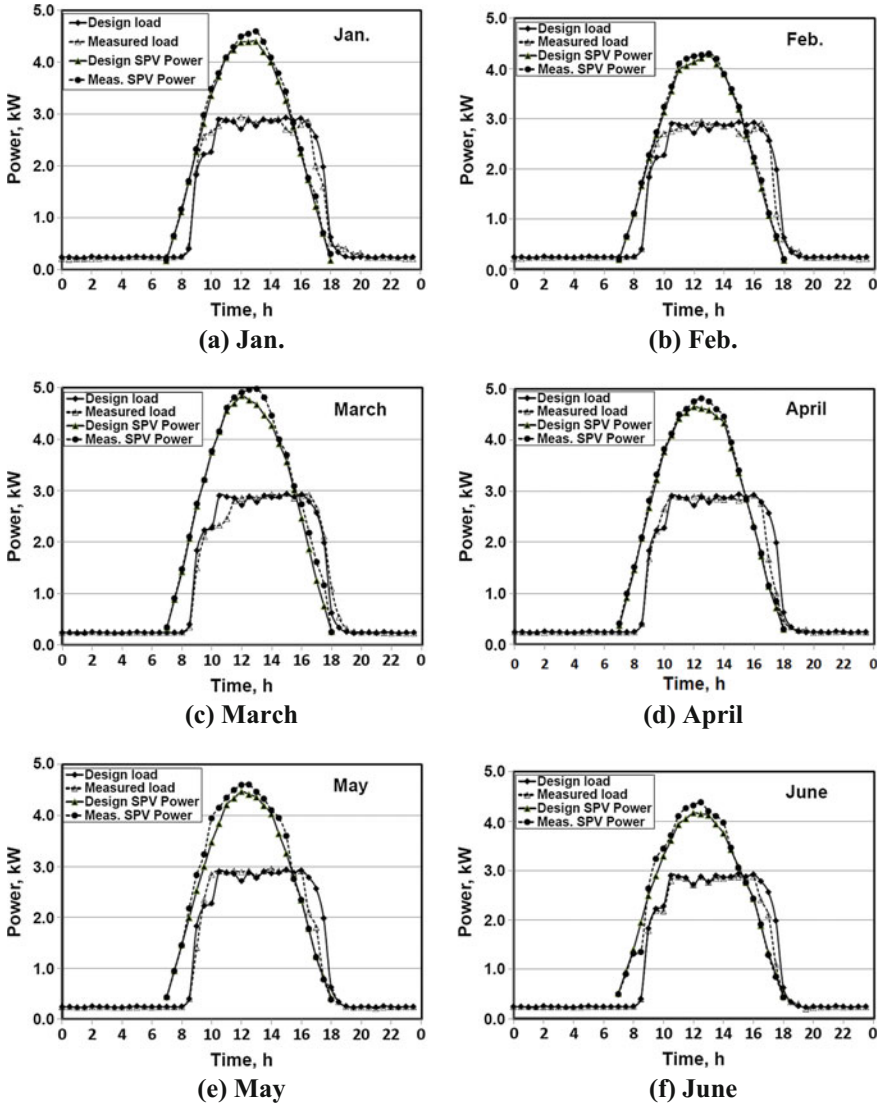 5.0
4.0
3.0
2.0
1.0
0.0
Power, kW
Design load
Measured load
Design SPV Power
Meas. SPV Power
Jan.
0 2 4 6 8 10 12 14 16 18 20 22 0
Time, h
(a) Jan.
5.0
4.0
3.0
2.0
1.0
0.0
Power, kW
Design load
Measured load
Design SPV Power
Meas. SPV Power
Feb.
0 2 4 6 8 10 12 14 16 18 20 22 0
Time, h
(b) Feb.
5.0
4.0
3.0
2.0
1.0
0.0
Power, kW
Design load
Measured load
Design SPV Power
Meas. SPV Power
March
0 2 4 6 8 10 12 14 16 18 20 22 0
Time, h
(c) March
5.0
4.0
3.0
2.0
1.0
0.0
Power, kW
Design load
Measured load
Design SPV Power
Meas. SPV Power
April
0 2 4 6 8 10 12 14 16 18 20 22 0
Time, h
(d) April
5.0
4.0
3.0
2.0
1.0
0.0
Power, kW
Design load
Measured load
Design SPV Power
Meas. SPV Power
May
0 2 4 6 8 10 12 14 16 18 20 22 0
Time, h
(e) May
5.0
4.0
3.0
2.0
1.0
0.0
Power, kW
Design load
Measured load
Design SPV Power
Meas. SPV Power
June
0 2 4 6 8 10 12 14 16 18 20 22 0
Time, h
(f) June